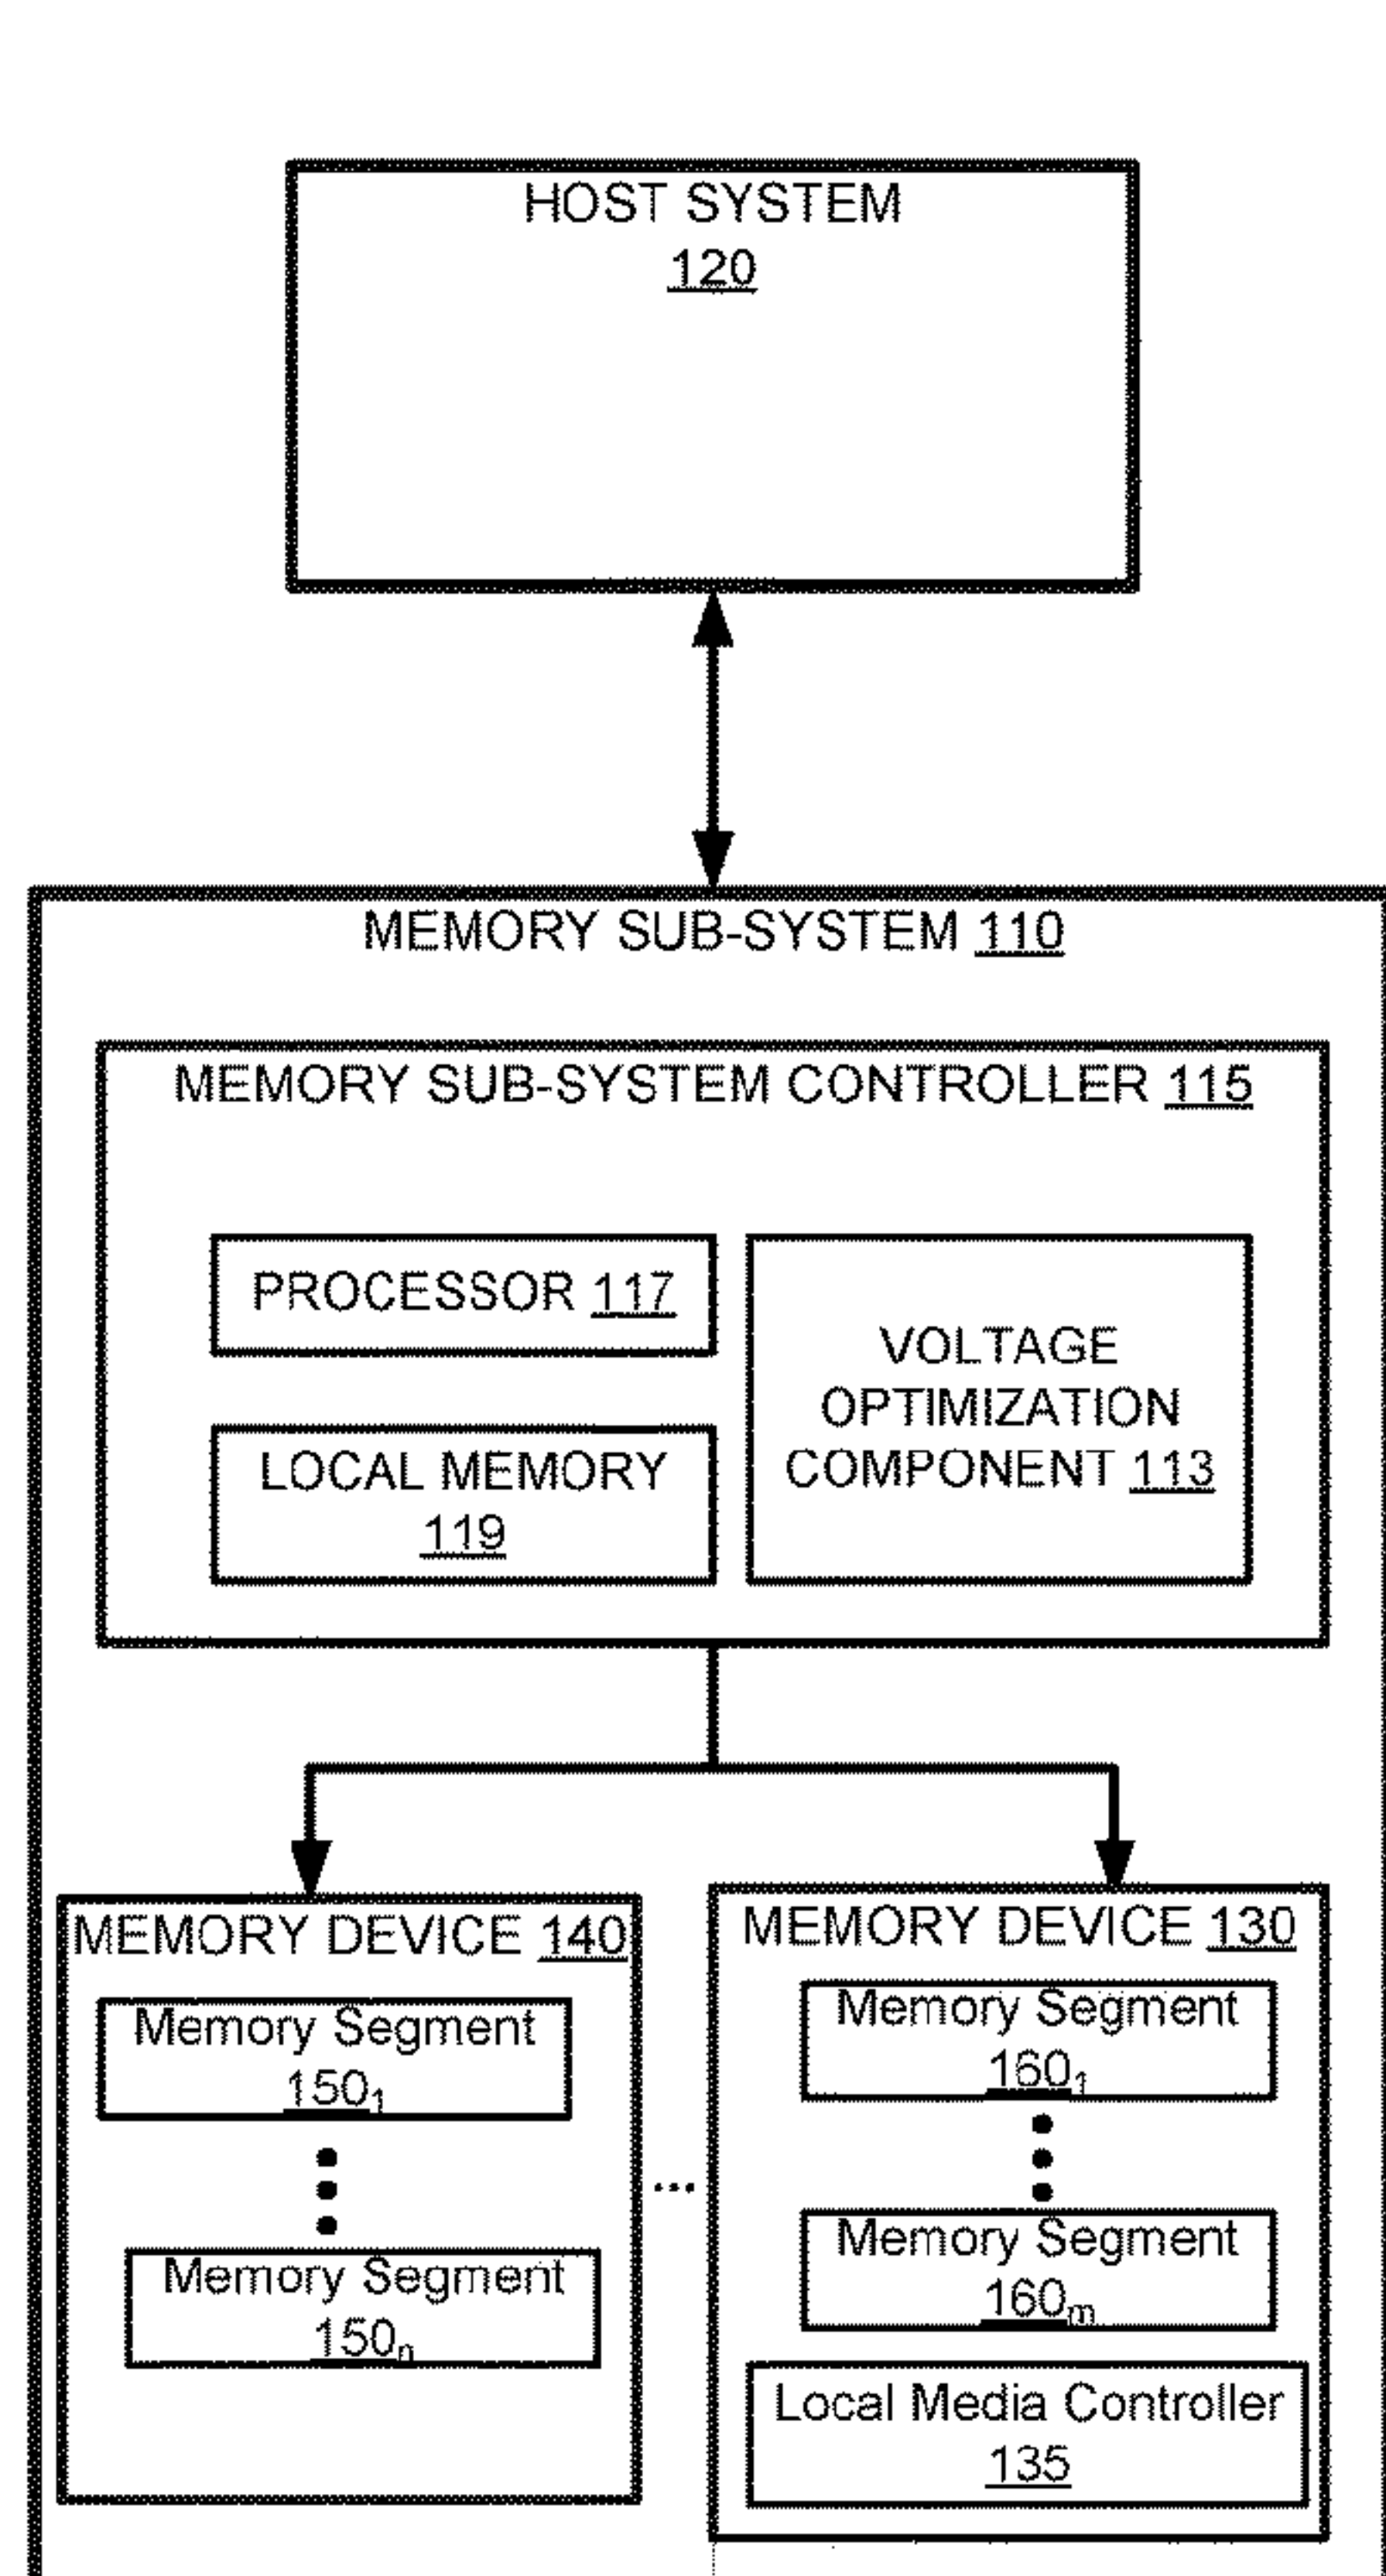 HOST SYSTEM
120
MEMORY SUB-SYSTEM 110
MEMORY SUB-SYSTEM CONTROLLER 115
PROCESSOR 117
LOCAL MEMORY
119
VOLTAGE
OPTIMIZATION
COMPONENT 113
MEMORY DEVICE 140
Memory Segment
150₁
Memory Segment
150ₙ
...
MEMORY DEVICE 130
Memory Segment
160₁
Memory Segment
160ₘ
Local Media Controller
135